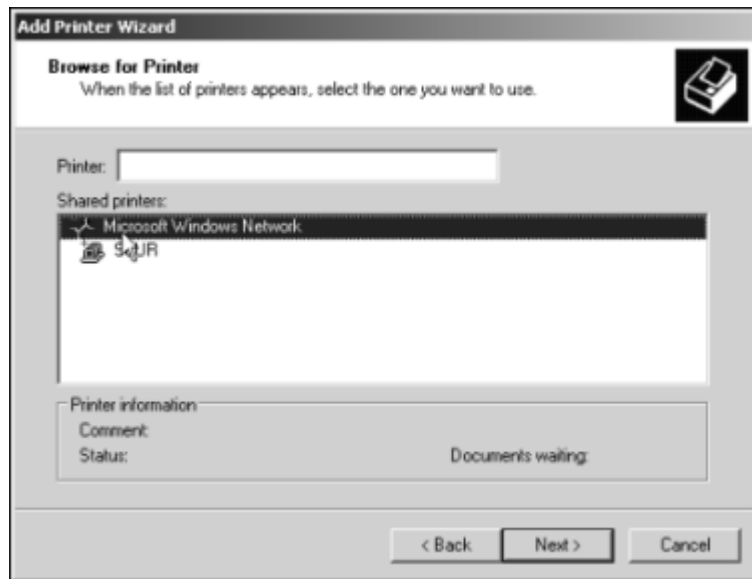 Add Printer Wizard
Browse for Printer
When the list of printers appears, select the one you want to use.
Printer:
Shared printers:
Microsoft Windows Network
Printer information
Comment:
Status:
Documents waiting:
< Back
Next >
Cancel